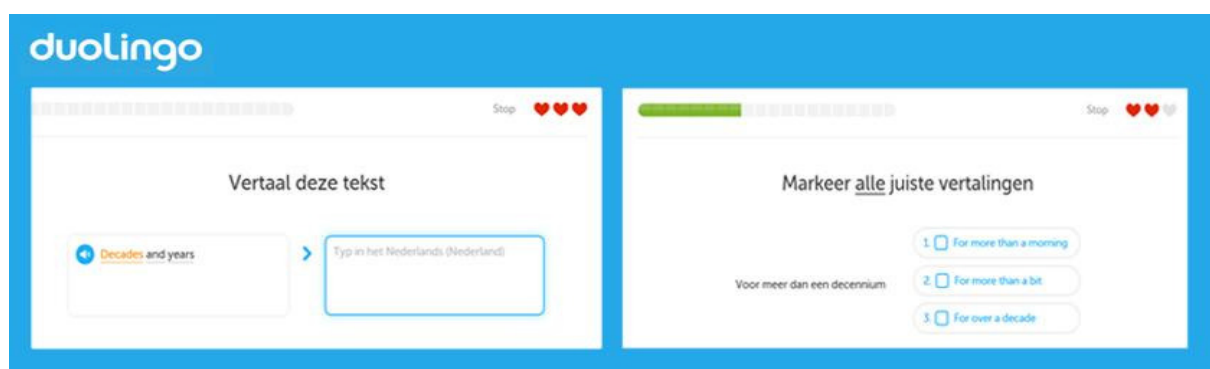 duolingo
Stop
Vertaal deze tekst
Decades and years
Typ in het Nederlands (Nederland)
Stop
Markeer alle juiste vertalingen
Voor meer dan een decennium
1. For more than a morning
2. For more than a bit
3. For over a decade